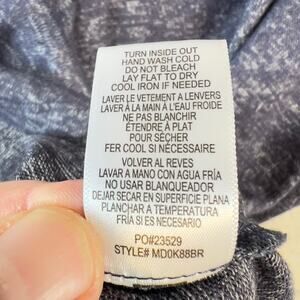 TURN INSIDE OUT
HAND WASH COLD
DO NOT BLEACH
LAY FLAT TO DRY
COOL IRON IF NEEDED
LAVER LE VETEMENT A L'ENVERS
LAVER À LA MAIN À L'EAU FROIDE
NE PAS BLANCHIR
ÉTENDRE À PLAT
POUR SÉCHER
FER COOL SI NÉCESSAIRE
VOLVER AL REVES
LAVAR A MANO CON AGUA FRÍA
NO USAR BLANQUEADOR
DEJAR SECAR EN SUPERFICIE PLANA
PLANCHAR A TEMPERATURA
FRÍA SI ES NECESARIO
PO#23529
STYLE# MD0K88BR